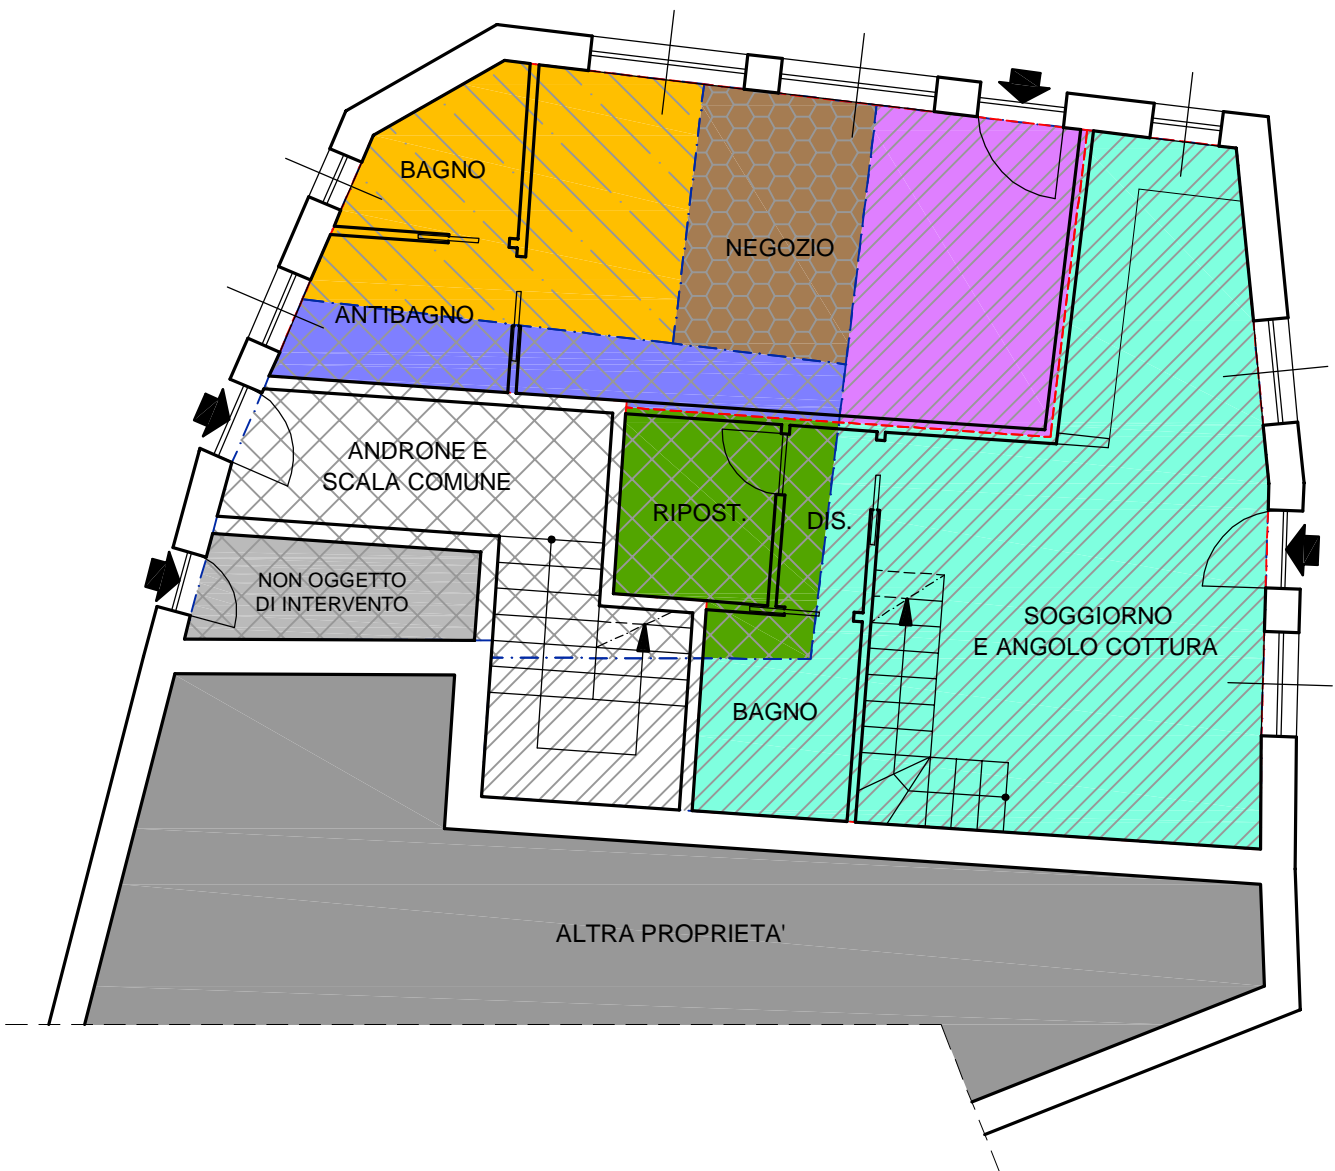 BAGNO
NEGOZIO
ANTIBAGNO
ANDRONE E
SCALA COMUNE
RIPOST.
DIS.
NON OGGETTO
DI INTERVENTO
SOGGIORNO
E ANGOLO COTTURA
BAGNO
ALTRA PROPRIETA'